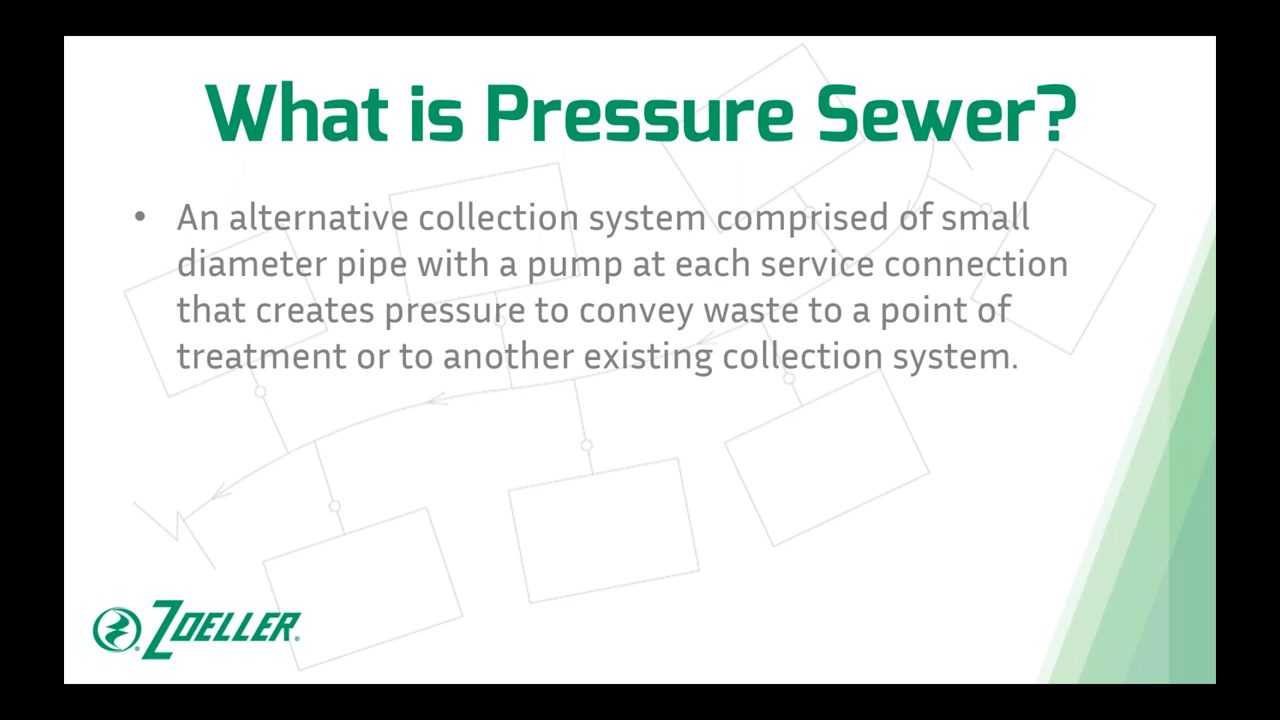 What is Pressure Sewer?
• An alternative collection system comprised of small
diameter pipe with a pump at each service connection
that creates pressure to convey waste to a point of
treatment or to another existing collection system.
ZOELLER®